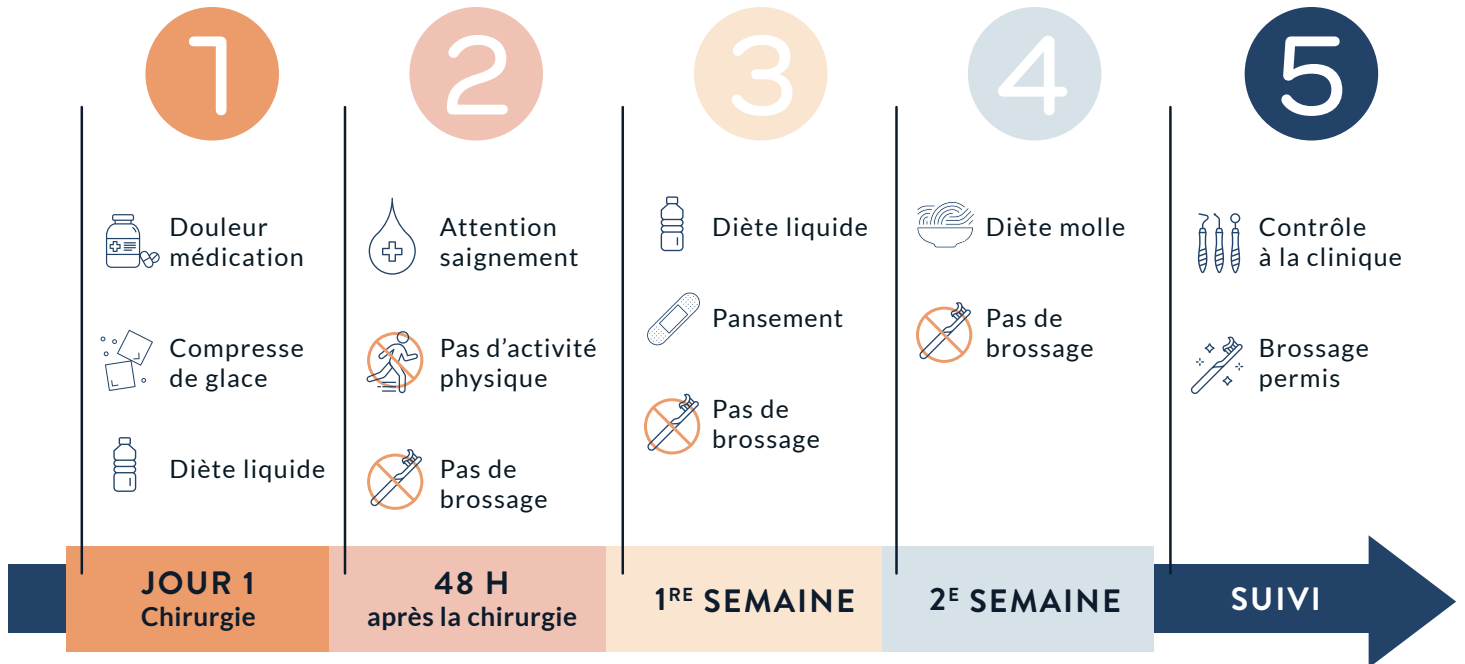 1
Douleur
médication
Compresse
de glace
Diète liquide
JOUR 1
Chirurgie
2
Attention
saignement
Pas d’activité
physique
Pas de
brossage
48 H
après la chirurgie
3
Diète liquide
Pansement
Pas de
brossage
1RE SEMAINE
4
Diète molle
Pas de
brossage
2E SEMAINE
5
Contrôle
à la clinique
Brossage
permis
SUIVI